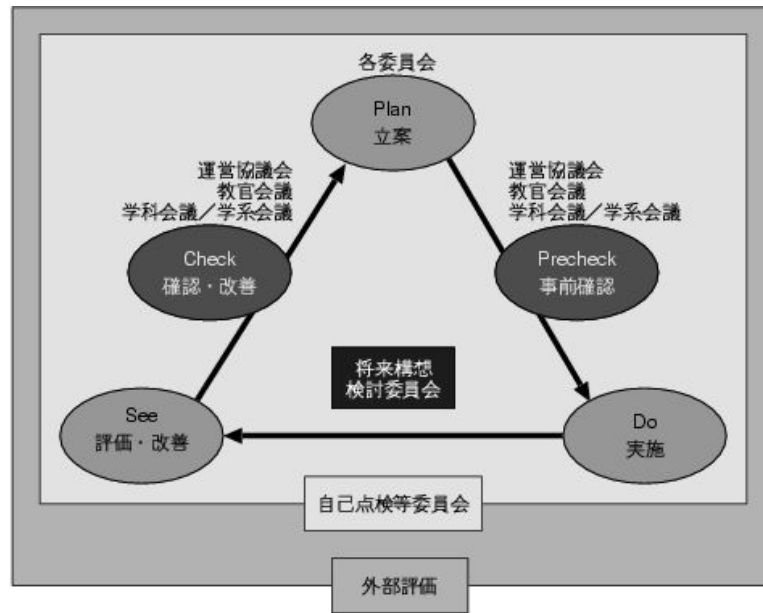 各委員会
Plan
立案
運営協議会
教官会議
学科会議／学系会議
Check
確認・改善
運営協議会
教官会議
学科会議／学系会議
Precheck
事前確認
将来構想
検討委員会
See
評価・改善
Do
実施
自己点検等委員会
外部評価